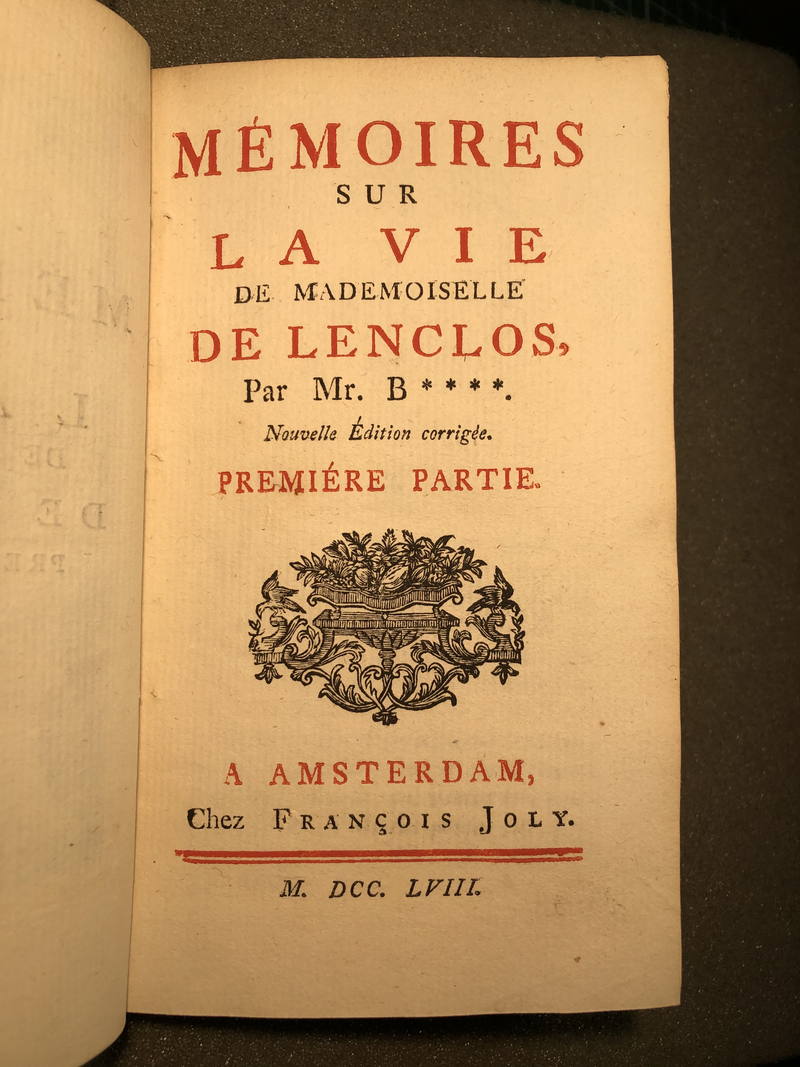 MÉMOIRES
SUR
LA VIE
DE MADEMOISELLE
DE LENCLOS,
Par Mr. B ****.
Nouvelle Édition corrigée.
PREMIÉRE PARTIE.
A AMSTERDAM,
Chez FRANÇOIS JOLY.
M. DCC. LVIII.